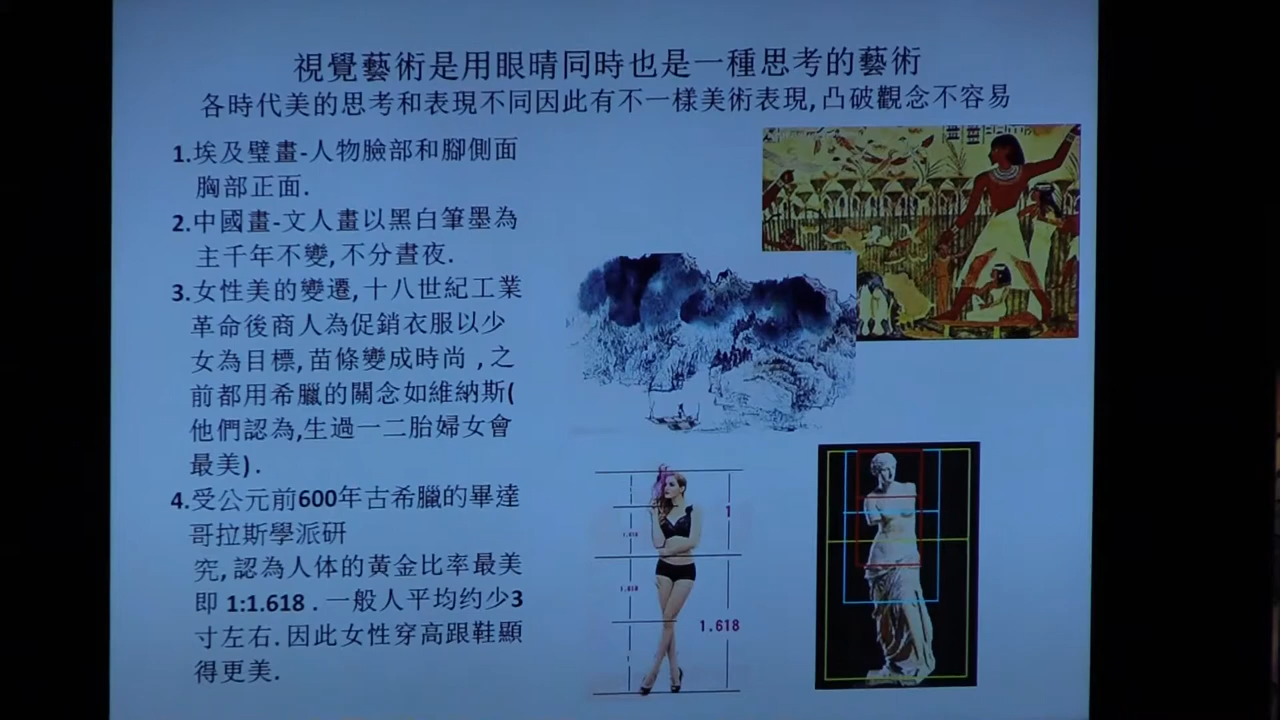 視覺藝術是用眼睛同時也是一種思考的藝術
各時代美的思考和表現不同因此有不一樣美術表現,凸破觀念不容易
1.埃及璧畫-人物臉部和腳側面
胸部正面.
2.中國畫-文人畫以黑白筆墨為
主千年不變,不分晝夜.
3.女性美的變遷,十八世紀工業
革命後商人為促銷衣服以少
女為目標,苗條變成時尚,之
前都用希臘的關念如維納斯(
他們認為,生過一二胎婦女會
最美).
4.受公元前600年古希臘的畢達
哥拉斯學派研
究,認為人体的黃金比率最美
即 1:1.618 . 一般人平均约少3
寸左右.因此女性穿高跟鞋顯
得更美.
1
1.618